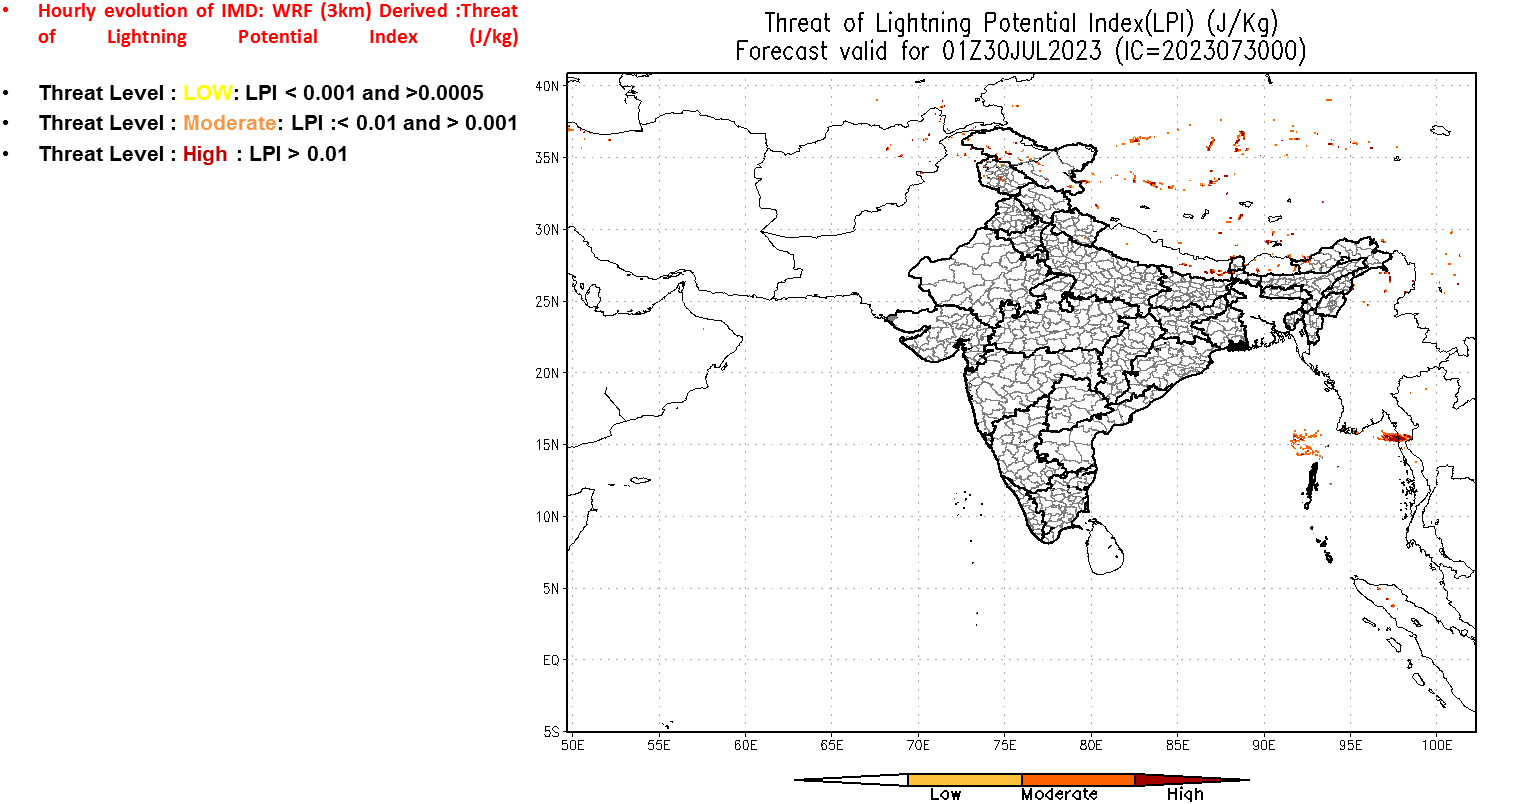 • Hourly evolution of IMD: WRF (3km) Derived :Threat
of Lightning Potential Index (J/kg)
• Threat Level : LOW: LPI < 0.001 and >0.0005
• Threat Level : Moderate: LPI :< 0.01 and > 0.001
• Threat Level : High : LPI > 0.01
Threat of Lightning Potential Index(LPI) (J/Kg)
Forecast valid for 01Z30JUL2023 (IC=2023073000)
40N
35N
30N
25N
20N
15N
10N
5N
EQ
5S
50E 55E 60E 65E 70E 75E 80E 85E 90E 95E 100E
Low Moderate High